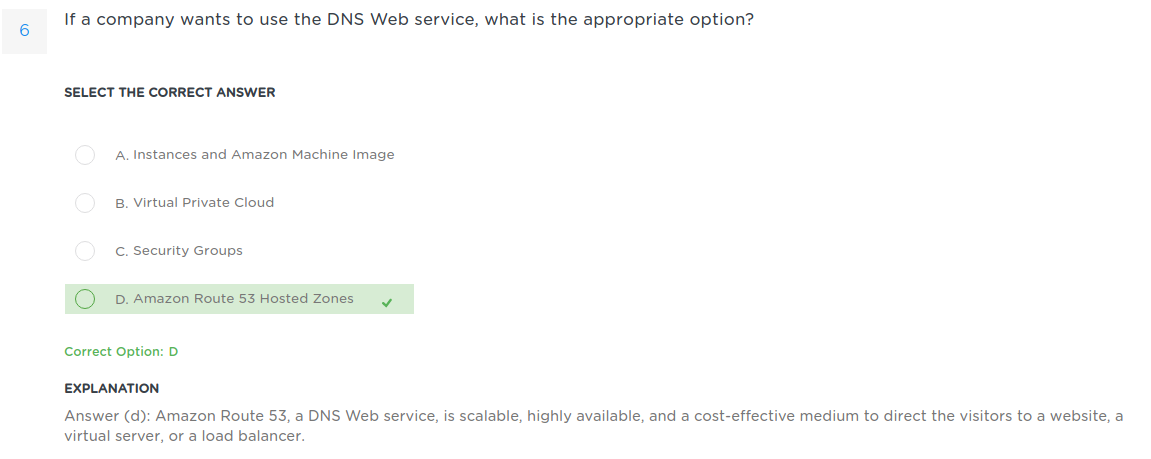 6
If a company wants to use the DNS Web service, what is the appropriate option?
SELECT THE CORRECT ANSWER
A. Instances and Amazon Machine Image
B. Virtual Private Cloud
C. Security Groups
D. Amazon Route 53 Hosted Zones
Correct Option: D
EXPLANATION
Answer (d): Amazon Route 53, a DNS Web service, is scalable, highly available, and a cost-effective medium to direct the visitors to a website, a
virtual server, or a load balancer.